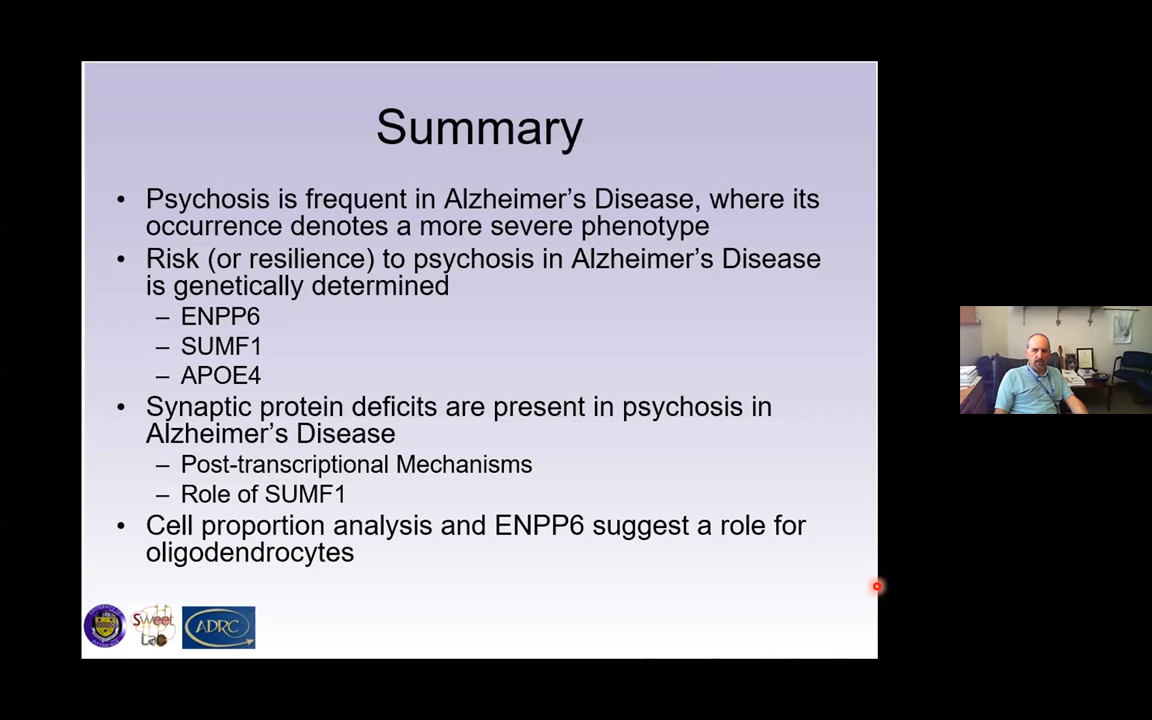 Summary
• Psychosis is frequent in Alzheimer's Disease, where its
occurrence denotes a more severe phenotype
• Risk (or resilience) to psychosis in Alzheimer's Disease
is genetically determined
– ENPP6
– SUMF1
– APOE4
• Synaptic protein deficits are present in psychosis in
Alzheimer's Disease
– Post-transcriptional Mechanisms
– Role of SUMF1
• Cell proportion analysis and ENPP6 suggest a role for
oligodendrocytes
Sweet
Lab
ADRC